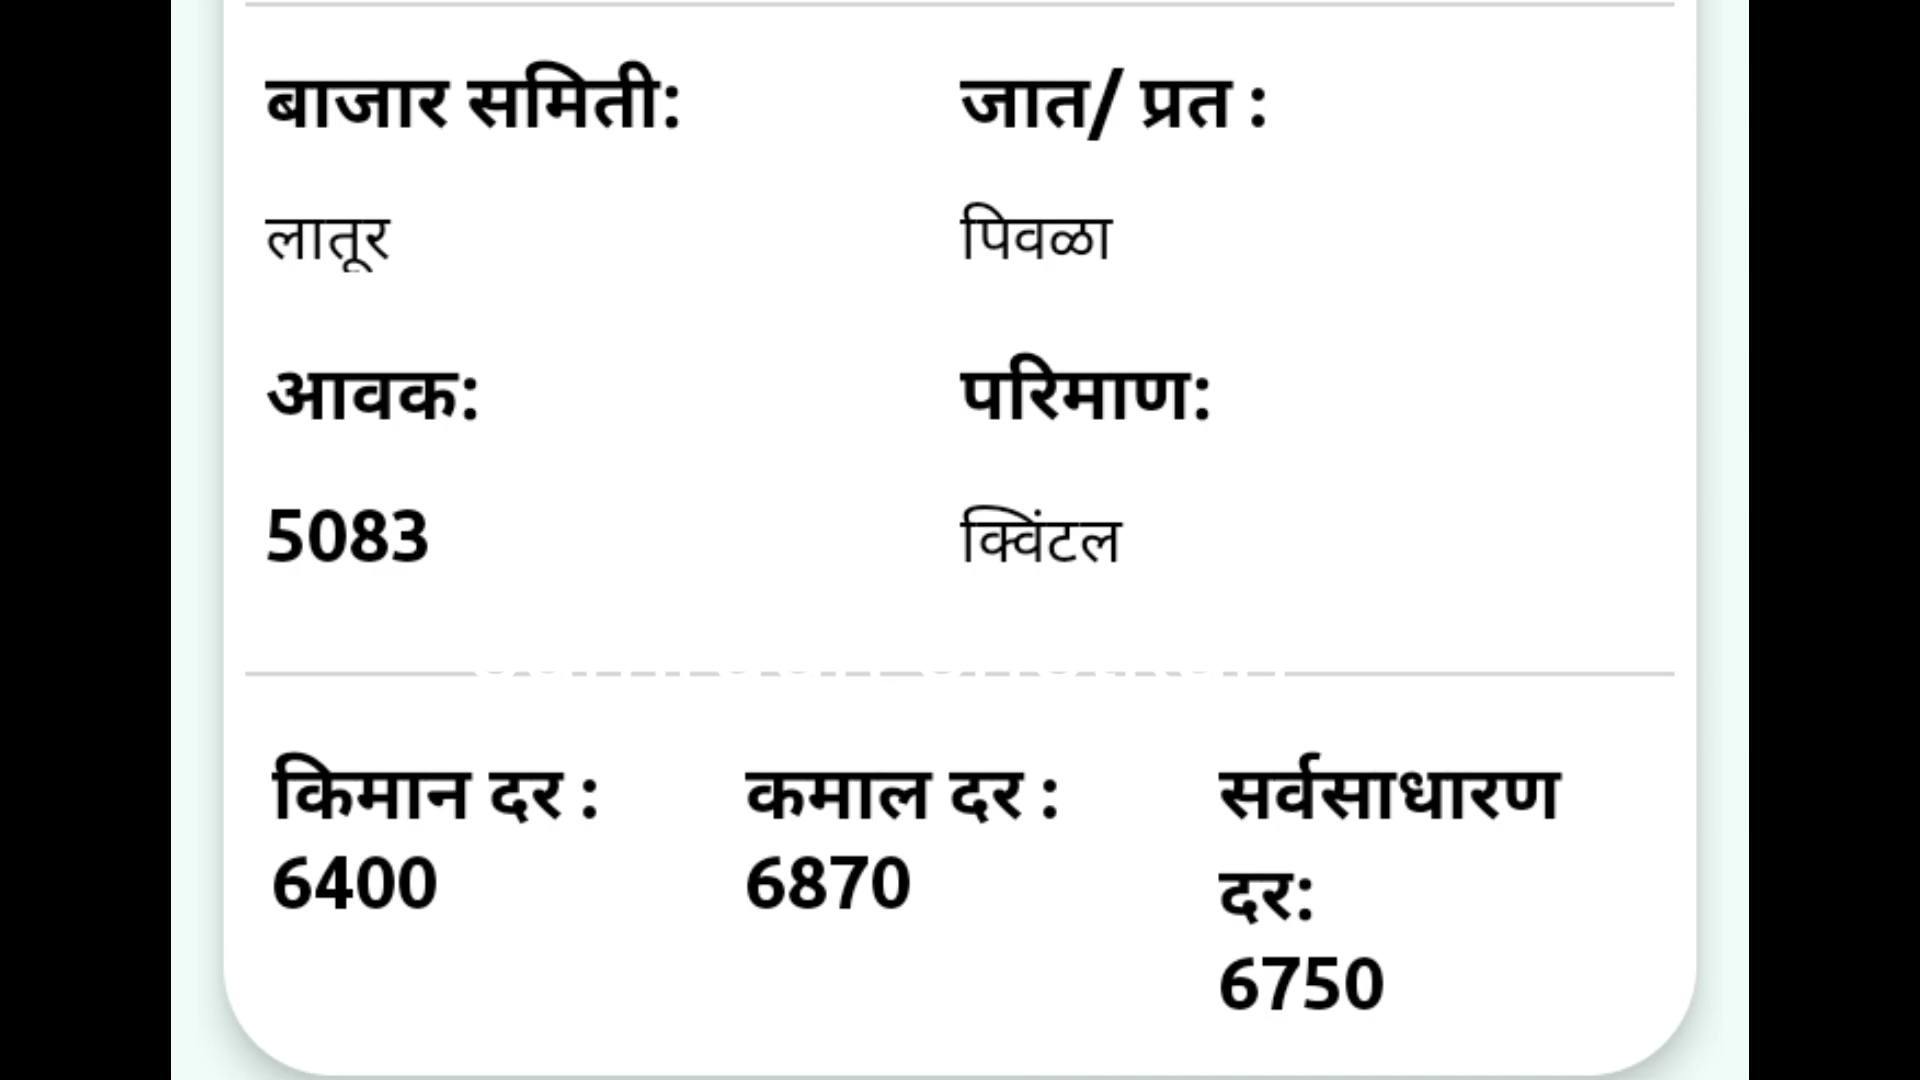 बाजार समिती:
जात/ प्रत :
लातूर
पिवळा
आवक:
परिमाण:
5083
क्विंटल
किमान दर :
6400
कमाल दर :
6870
सर्वसाधारण
दर:
6750